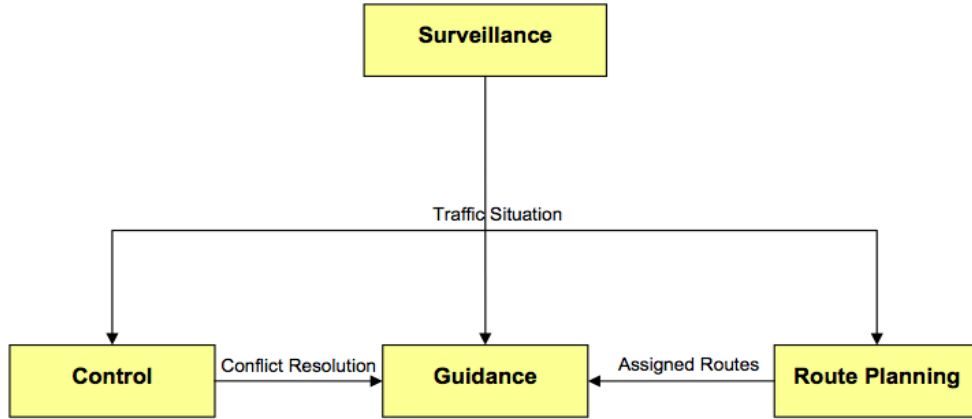 Surveillance
Traffic Situation
Control
Conflict Resolution
Guidance
Assigned Routes
Route Planning